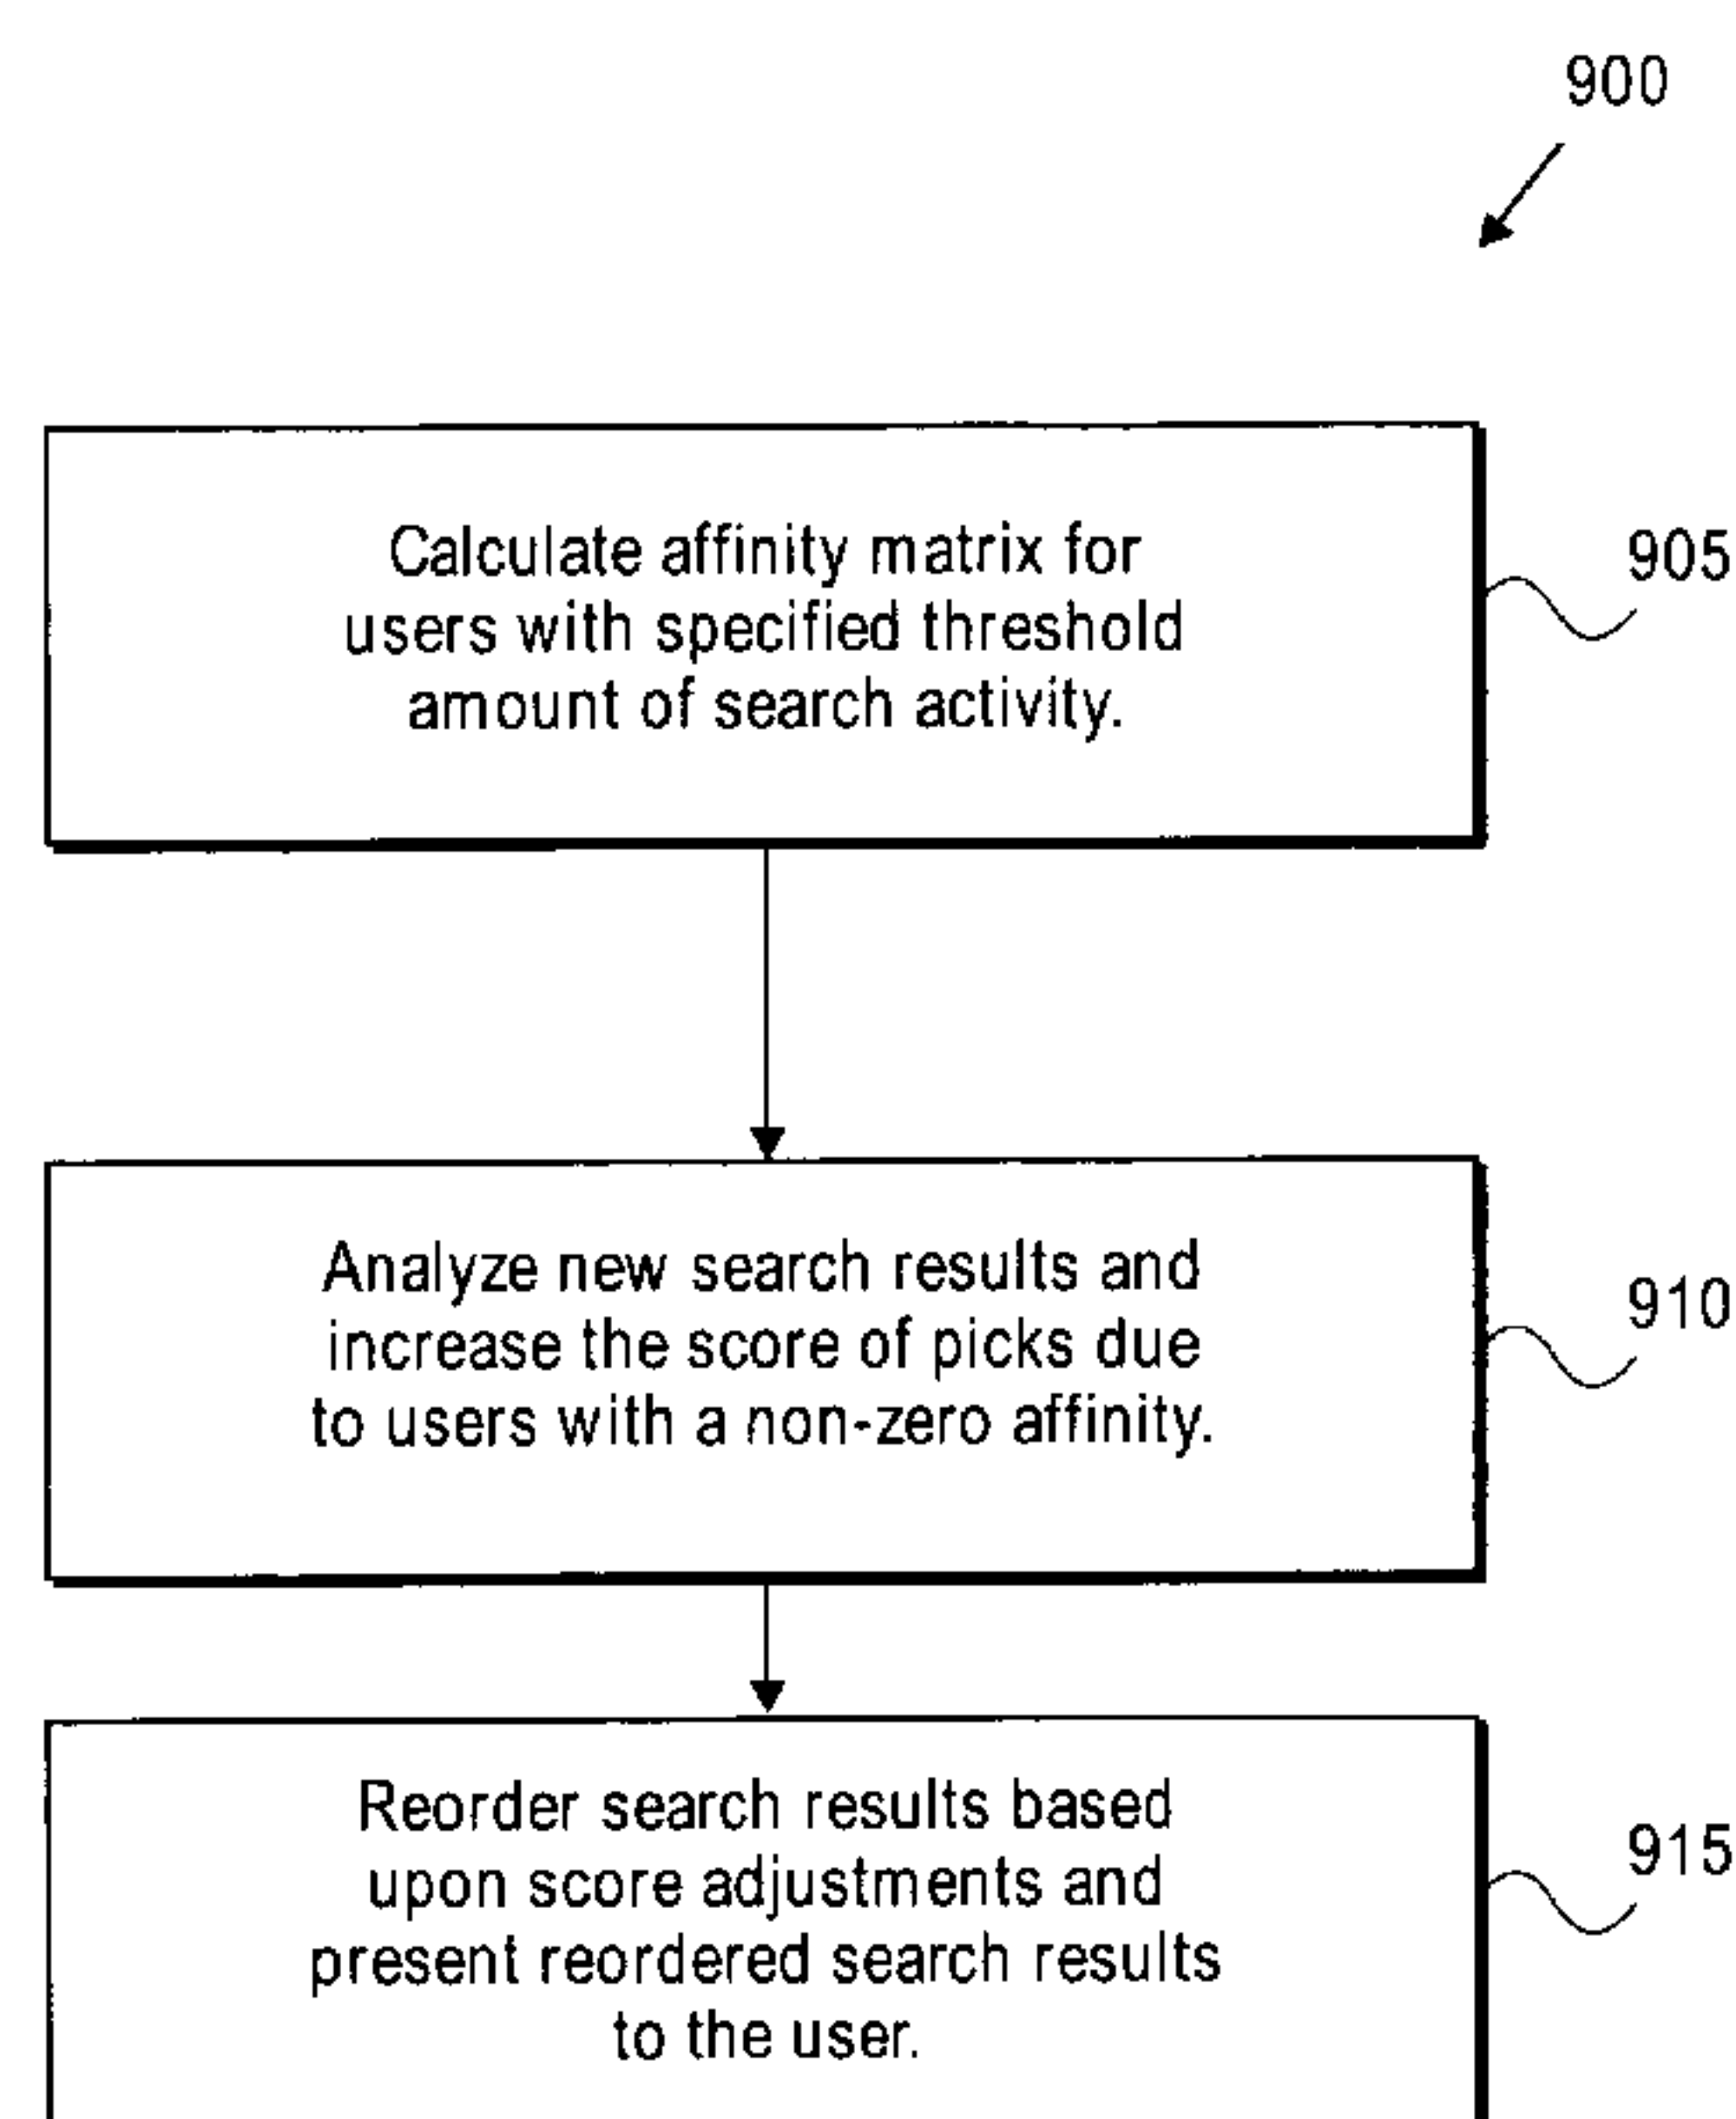 900
Calculate affinity matrix for
users with specified threshold
amount of search activity.
905
Analyze new search results and
increase the score of picks due
to users with a non-zero affinity.
910
Reorder search results based
upon score adjustments and
present reordered search results
to the user.
915